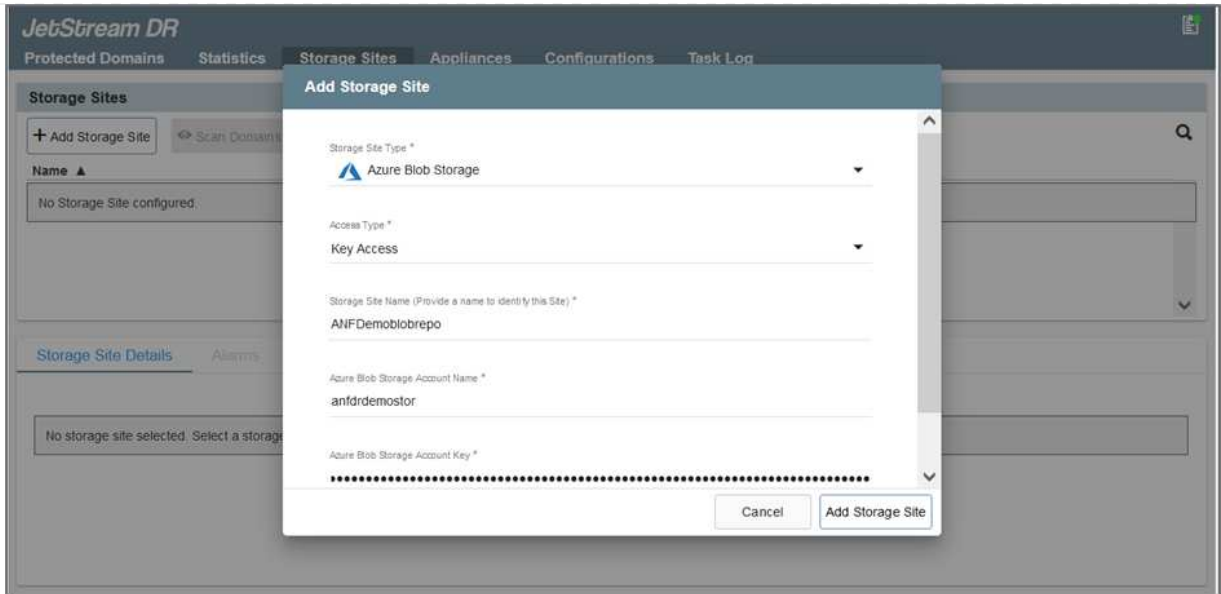 JetStream DR
Protected Domains Statistics Storage Sites Appliances Configurations Task Log
Storage Sites
Add Storage Site
+ Add Storage Site Scan Domains
Name ▲
No Storage Site configured.
Storage Site Type *
Azure Blob Storage
Access Type *
Key Access
Storage Site Name (Provide a name to identify this Site) *
ANFDemoblobrepo
Azure Blob Storage Account Name *
anfdrdemostor
Azure Blob Storage Account Key *
Storage Site Details Alarms
No storage site selected. Select a storage
Cancel Add Storage Site